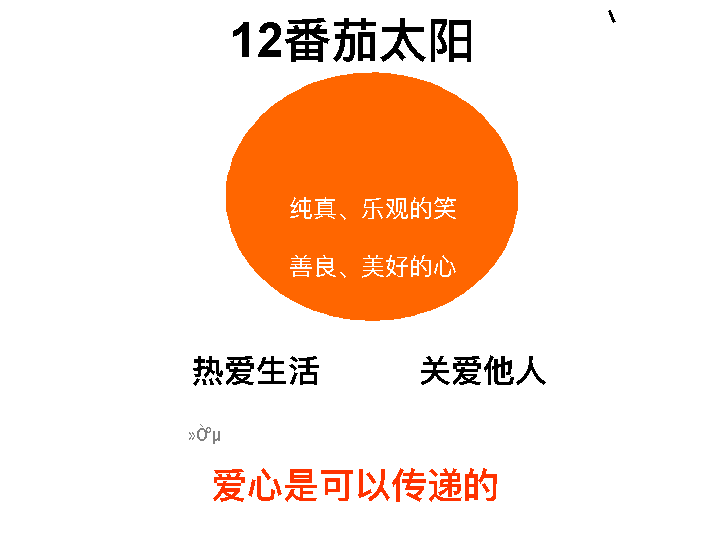 12番茄太阳
纯真、乐观的笑
善良、美好的心
热爱生活 关爱他人
»Òºµ
爱心是可以传递的